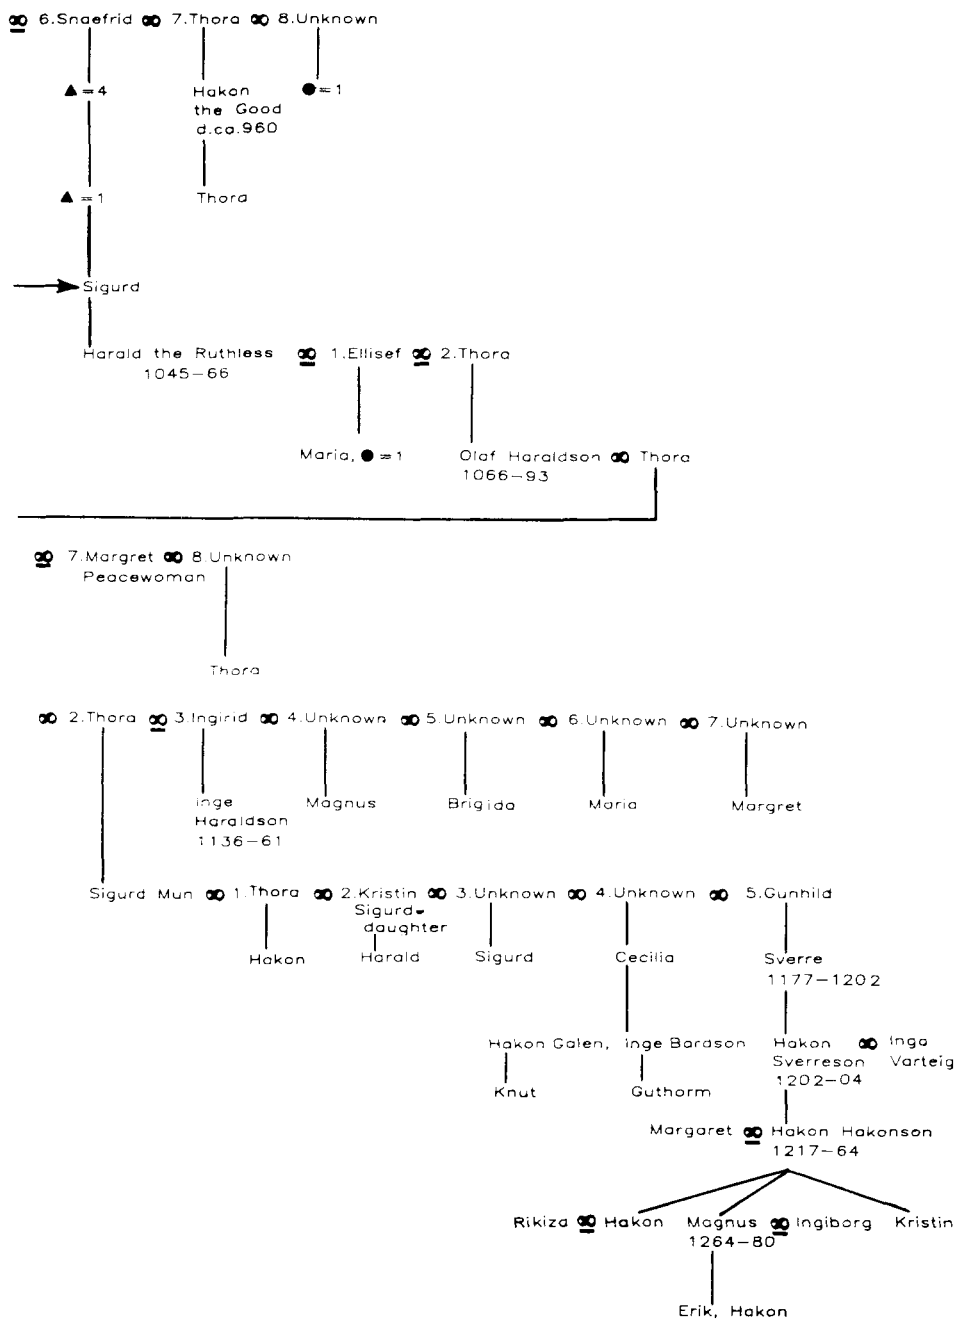 6.Snaefrid 7.Thora 8.Unknown
▲=4 Hakon ●=1
the Good
d.ca.960
▲=1 Thora
Sigurd
Harald the Ruthless 1.Ellisef 2.Thora
1045-66
Maria, ●=1 Olaf Haraldson Thora
1066-93
7.Margret 8.Unknown
Peacewoman
Thora
2.Thora 3.Ingirid 4.Unknown 5.Unknown 6.Unknown 7.Unknown
Inge Magnus Brigida Maria Margret
Haraldson
1136-61
Sigurd Mun 1.Thora 2.Kristin 3.Unknown 4.Unknown 5.Gunhild
Sigurd-
daughter
Hakon Harald Sigurd Cecilia Sverre
1177-1202
Hakon Galen, Inge Bardson Hakon Inga
Sverreson Varteig
1202-04
Knut Guthorm
Margaret Hakon Hakonson
1217-64
Rikiza Hakon Magnus Ingiborg Kristin
1264-80
Erik, Hakon